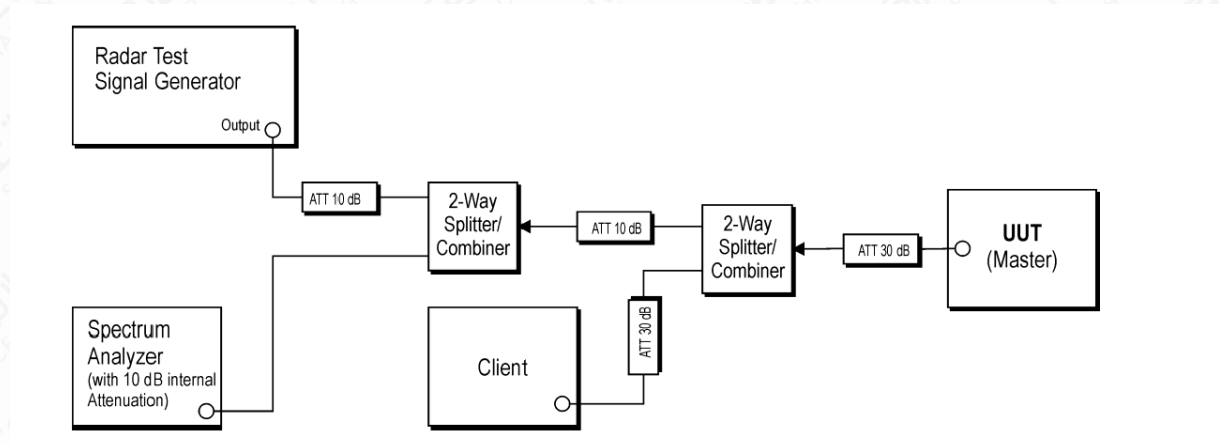 Radar Test
Signal Generator
Output
ATT 10 dB
2-Way
Splitter/
Combiner
ATT 10 dB
2-Way
Splitter/
Combiner
ATT 30 dB
UUT
(Master)
Spectrum
Analyzer
(with 10 dB internal
Attenuation)
Client
ATT 30 dB